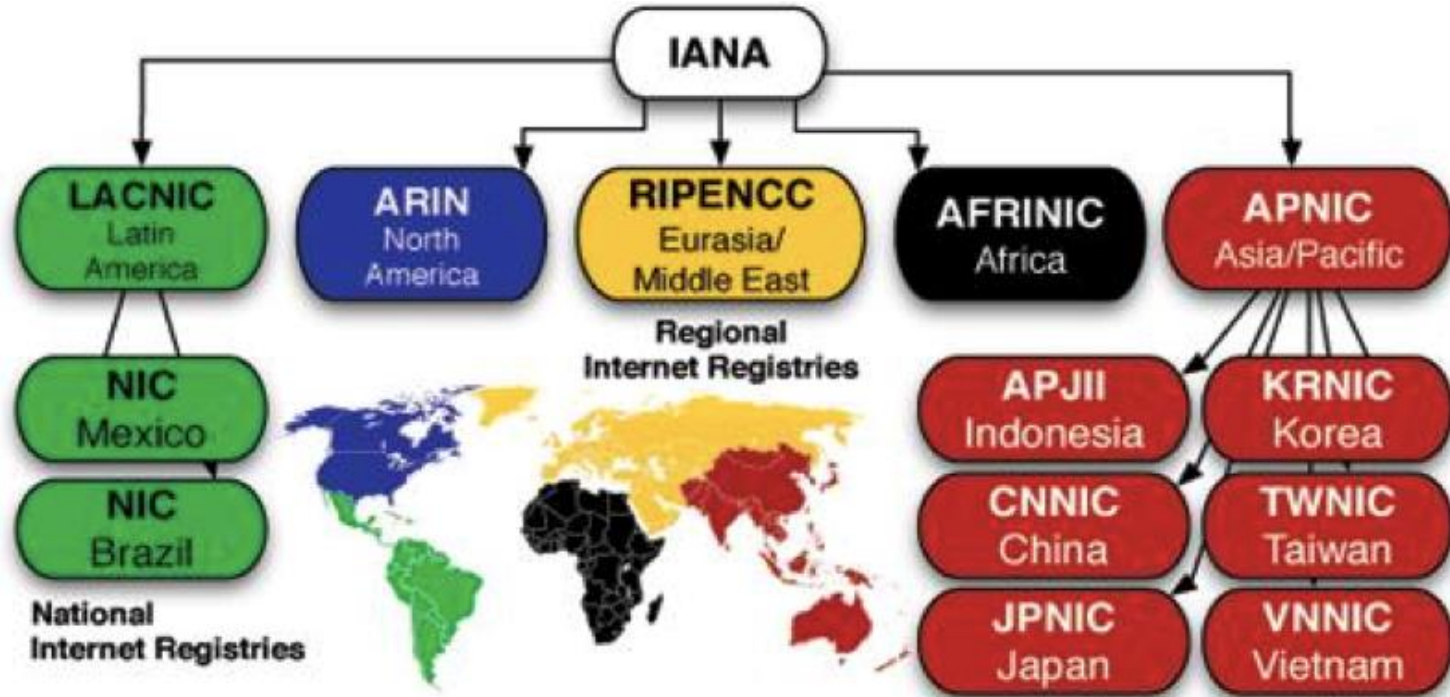 IANA
LACNIC
Latin
America
ARIN
North
America
RIPENCC
Eurasia/
Middle East
AFRINIC
Africa
APNIC
Asia/Pacific
Regional
Internet Registries
NIC
Mexico
NIC
Brazil
National
Internet Registries
APJII
Indonesia
KRNIC
Korea
CNNIC
China
TWNIC
Taiwan
JPNIC
Japan
VNNIC
Vietnam